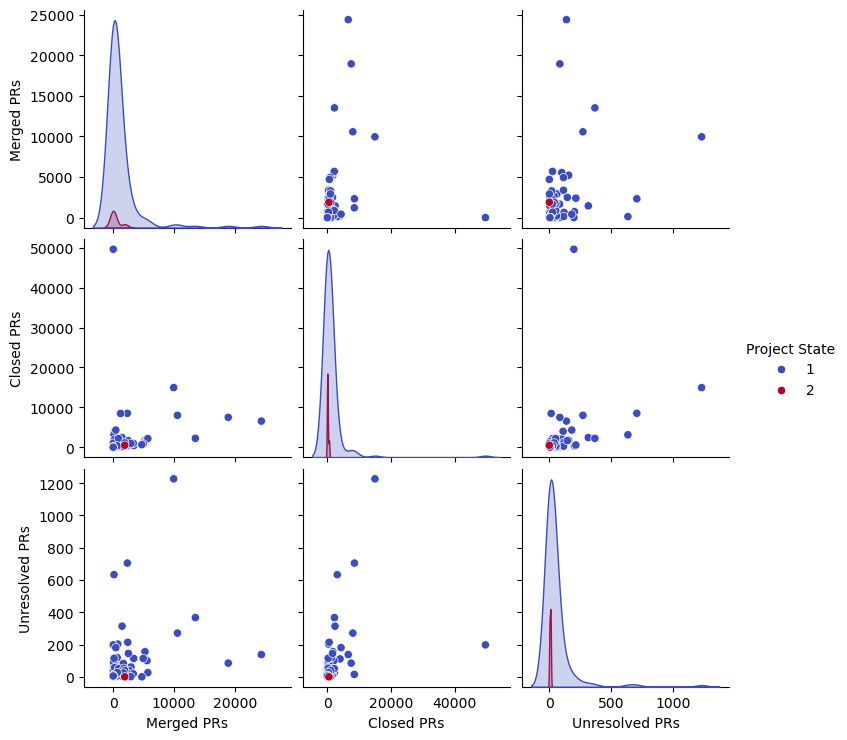 25000
20000
15000
10000
5000
0
Merged PRs
50000
40000
30000
20000
10000
0
Closed PRs
Project State
1
2
1200
1000
800
600
400
200
0
Unresolved PRs
0 10000 20000
0 20000 40000
0 500 1000
Merged PRs
Closed PRs
Unresolved PRs